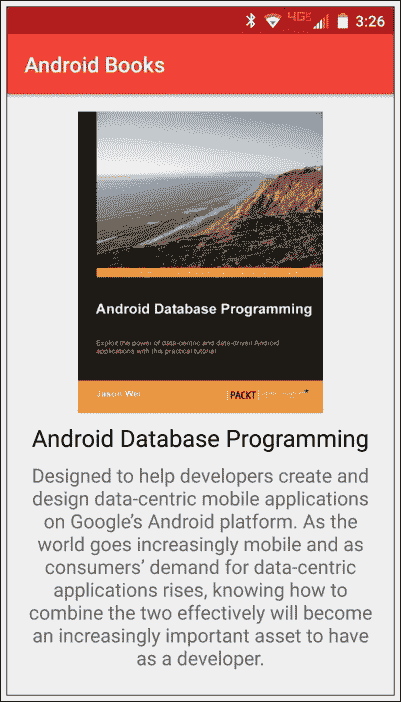 4G 3:26
Android Books
Android Database Programming
Explore the power of data-centric and data-driven Android
applications with this practical tutorial
Jason Wei
PACKT
Android Database Programming
Designed to help developers create and
design data-centric mobile applications
on Google’s Android platform. As the
world goes increasingly mobile and as
consumers’ demand for data-centric
applications rises, knowing how to
combine the two effectively will become
an increasingly important asset to have
as a developer.